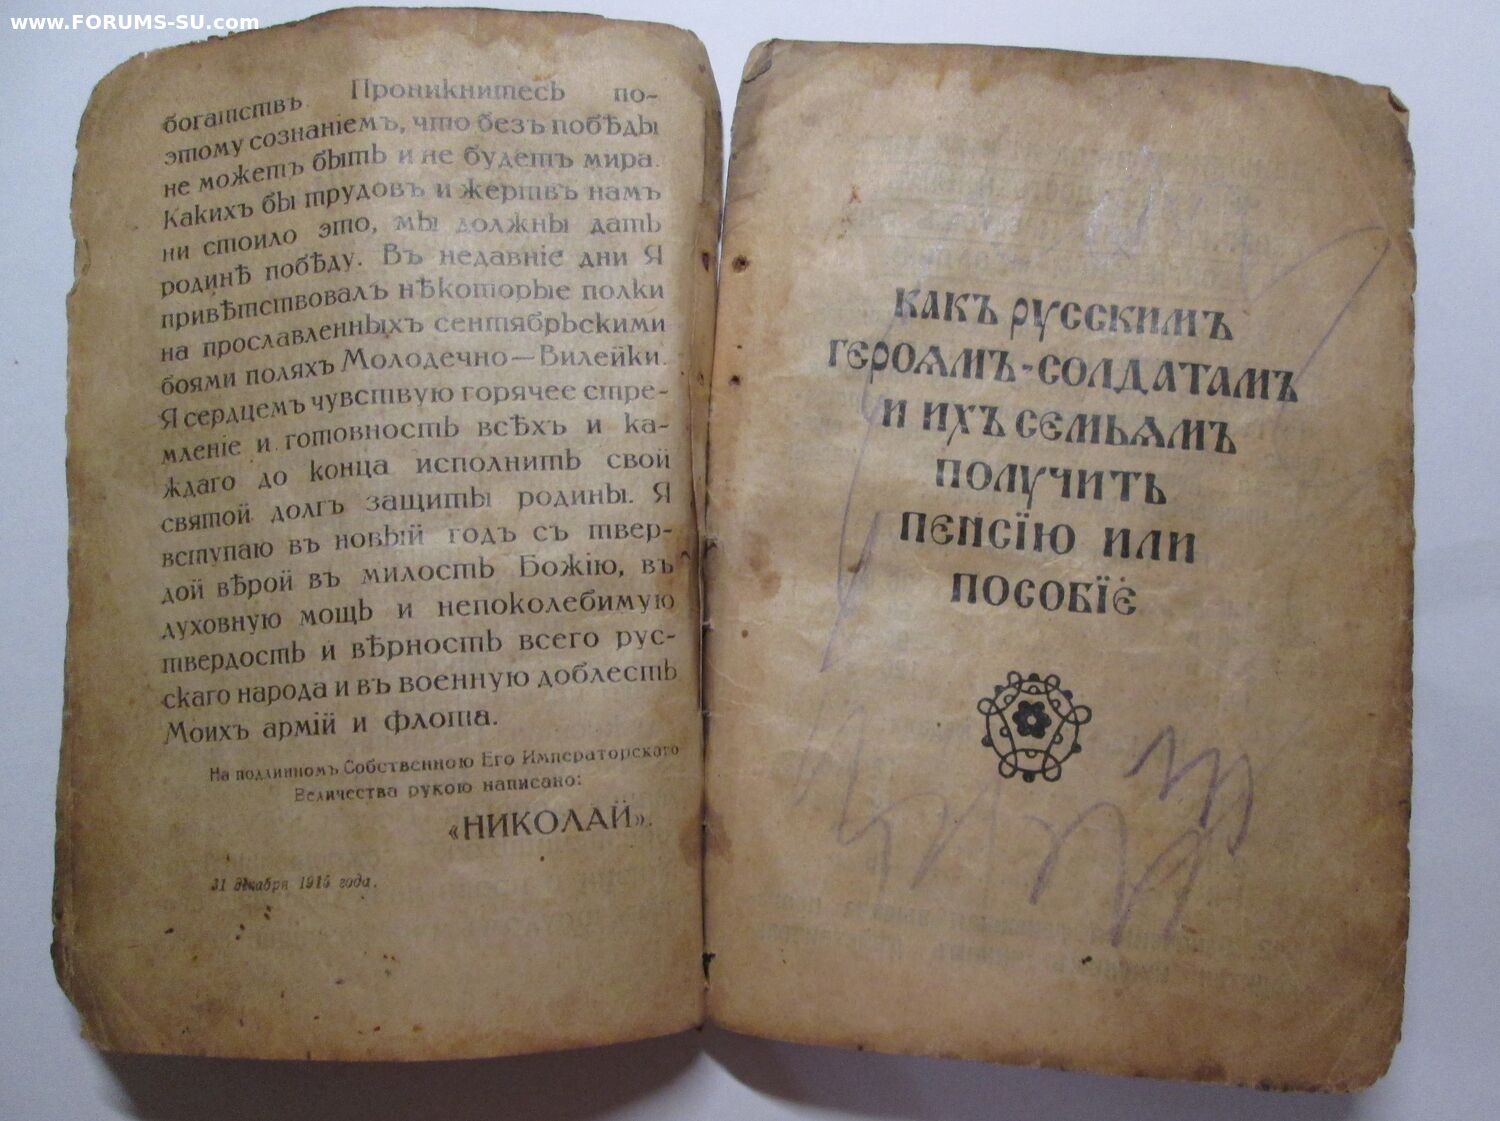 www.FORUMS-SU.com
богатствъ. Проникнитесь по-
этому сознаніемъ, что безъ побѣды
не можетъ быть и не будетъ мира.
Какихъ бы трудовъ и жертвъ намъ
ни стоило это, мы должны дать
родинѣ побѣду. Въ недавніе дни Я
привѣтствовалъ нѣкоторые полки
на прославленныхъ сентябрьскими
боями поляхъ Молодечно—Вилейки.
Я сердцемъ чувствую горячее стре-
мленіе и готовность всѣхъ и ка-
ждаго до конца исполнить свой
святой долгъ защиты родины. Я
вступаю въ новый годъ съ твер-
дой вѣрой въ милость Божію, въ
духовную мощь и непоколебимую
твердость и вѣрность всего рус-
скаго народа и въ военную доблесть
Моихъ армій и флота.
На подлинномъ Собственною Его Императорскаго
Величества рукою написано:
«НИКОЛАЙ».
31 декабря 1915 года.
КАКЪ РУССКИМЪ
ГЕРОЯМЪ-СОЛДАТАМЪ
И ИХЪ СЕМЬЯМЪ
ПОЛУЧИТЬ
ПЕНСІЮ ИЛИ
ПОСОБІЕ